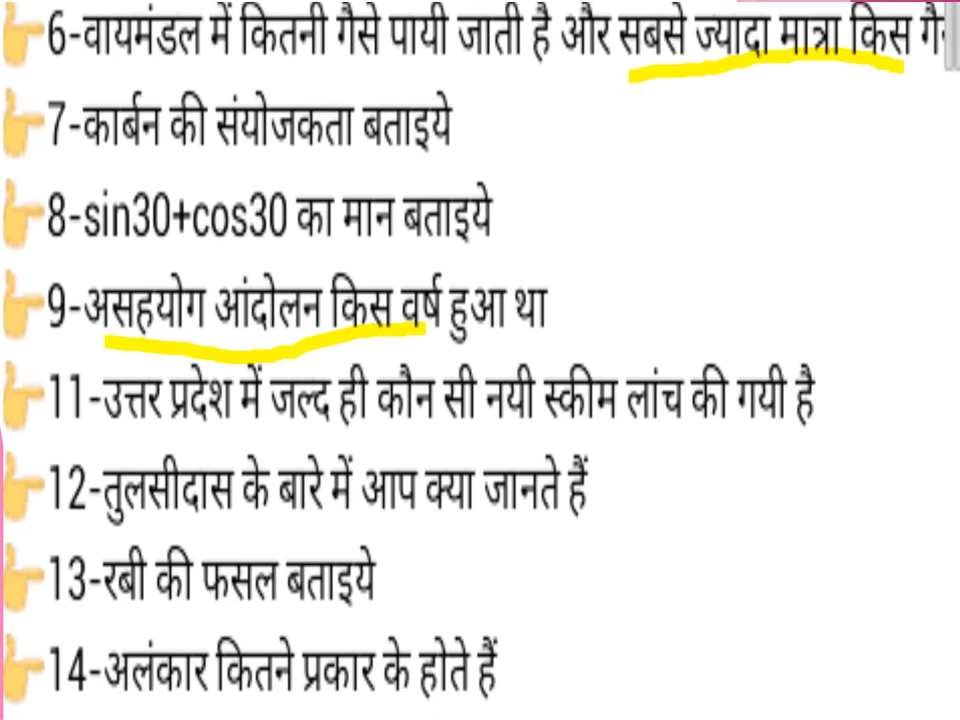 6-वायमंडल में कितनी गैसे पायी जाती है और सबसे ज्यादा मात्रा किस
7-कार्बन की संयोजकता बताइये
8-sin30+cos30 का मान बताइये
9-असहयोग आंदोलन किस वर्ष हुआ था
11-उत्तर प्रदेश में जल्द ही कौन सी नयी स्कीम लांच की गयी है
12-तुलसीदास के बारे में आप क्या जानते हैं
13-रबी की फसल बताइये
14-अलंकार कितने प्रकार के होते हैं